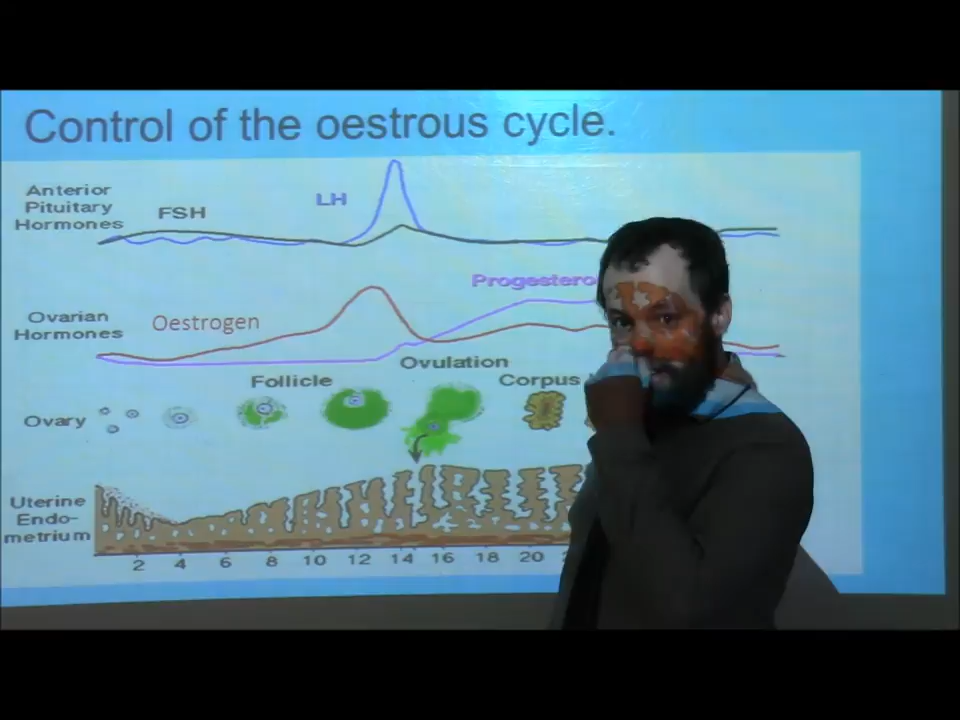 Control of the oestrous cycle.
Anterior
Pituitary
Hormones
FSH
LH
Progestero
Ovarian
Hormones
Oestrogen
Ovulation
Follicle
Corpus
Ovary
Uterine
Endo-
metrium
2 4 6 8 10 12 14 16 18 20